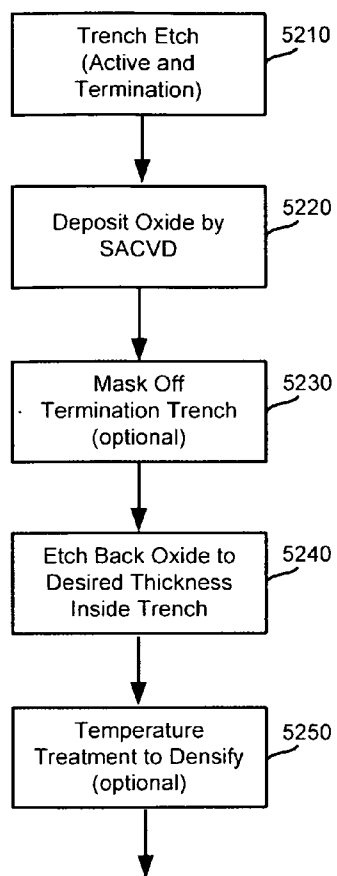 Trench Etch
(Active and
Termination)
5210
Deposit Oxide by
SACVD
5220
Mask Off
Termination Trench
(optional)
5230
Etch Back Oxide to
Desired Thickness
Inside Trench
5240
Temperature
Treatment to Densify
(optional)
5250